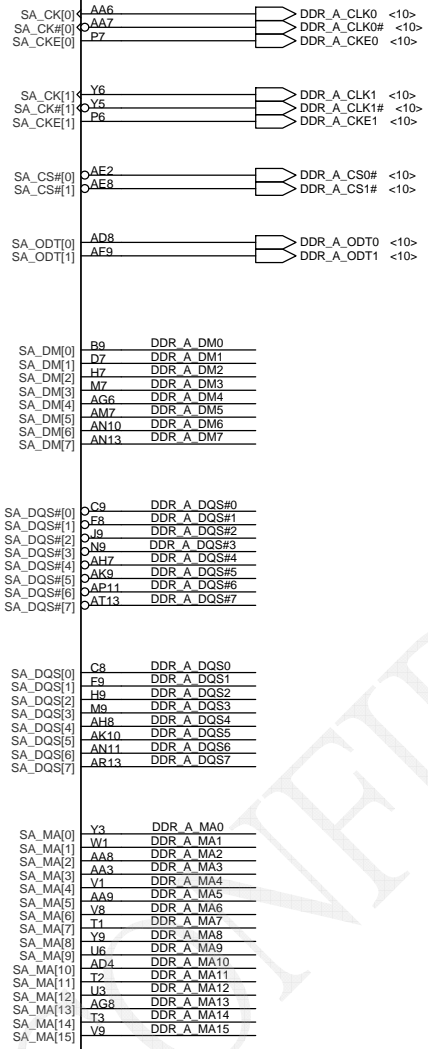 SA_CK[0] AA6 DDR_A_CLK0 <10>
SA_CK#[0] AA7 DDR_A_CLK0# <10>
SA_CKE[0] P7 DDR_A_CKE0 <10>
SA_CK[1] Y6 DDR_A_CLK1 <10>
SA_CK#[1] Y5 DDR_A_CLK1# <10>
SA_CKE[1] P6 DDR_A_CKE1 <10>
SA_CS#[0] AE2 DDR_A_CS0# <10>
SA_CS#[1] AE8 DDR_A_CS1# <10>
SA_ODT[0] AD8 DDR_A_ODT0 <10>
SA_ODT[1] AF9 DDR_A_ODT1 <10>
SA_DM[0] B9 DDR_A_DM0
SA_DM[1] D7 DDR_A_DM1
SA_DM[2] H7 DDR_A_DM2
SA_DM[3] M7 DDR_A_DM3
SA_DM[4] AG6 DDR_A_DM4
SA_DM[5] AM7 DDR_A_DM5
SA_DM[6] AN10 DDR_A_DM6
SA_DM[7] AN13 DDR_A_DM7
SA_DQS#[0] C9 DDR_A_DQS#0
SA_DQS#[1] F8 DDR_A_DQS#1
SA_DQS#[2] J9 DDR_A_DQS#2
SA_DQS#[3] N9 DDR_A_DQS#3
SA_DQS#[4] AH7 DDR_A_DQS#4
SA_DQS#[5] AK9 DDR_A_DQS#5
SA_DQS#[6] AP11 DDR_A_DQS#6
SA_DQS#[7] AT13 DDR_A_DQS#7
SA_DQS[0] C8 DDR_A_DQS0
SA_DQS[1] F9 DDR_A_DQS1
SA_DQS[2] H9 DDR_A_DQS2
SA_DQS[3] M9 DDR_A_DQS3
SA_DQS[4] AH8 DDR_A_DQS4
SA_DQS[5] AK10 DDR_A_DQS5
SA_DQS[6] AN11 DDR_A_DQS6
SA_DQS[7] AR13 DDR_A_DQS7
SA_MA[0] Y3 DDR_A_MA0
SA_MA[1] W1 DDR_A_MA1
SA_MA[2] AA8 DDR_A_MA2
SA_MA[3] AA3 DDR_A_MA3
SA_MA[4] V1 DDR_A_MA4
SA_MA[5] AA9 DDR_A_MA5
SA_MA[6] V8 DDR_A_MA6
SA_MA[7] T1 DDR_A_MA7
SA_MA[8] Y9 DDR_A_MA8
SA_MA[9] U6 DDR_A_MA9
SA_MA[10] AD4 DDR_A_MA10
SA_MA[11] T2 DDR_A_MA11
SA_MA[12] U3 DDR_A_MA12
SA_MA[13] AG8 DDR_A_MA13
SA_MA[14] T3 DDR_A_MA14
SA_MA[15] V9 DDR_A_MA15